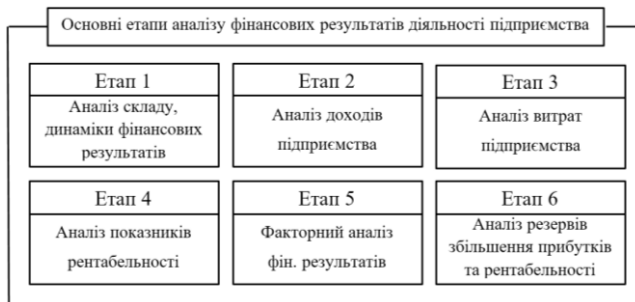 Основні етапи аналізу фінансових результатів діяльності підприємства
Етап 1
Аналіз складу,
динаміки фінансових
результатів
Етап 2
Аналіз доходів
підприємства
Етап 3
Аналіз витрат
підприємства
Етап 4
Аналіз показників
рентабельності
Етап 5
Факторний аналіз
фін. результатів
Етап 6
Аналіз резервів
збільшення прибутків
та рентабельності